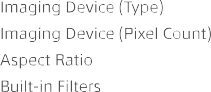 Imaging Device (Type)
Imaging Device (Pixel Count)
Aspect Ratio
Built-in Filters